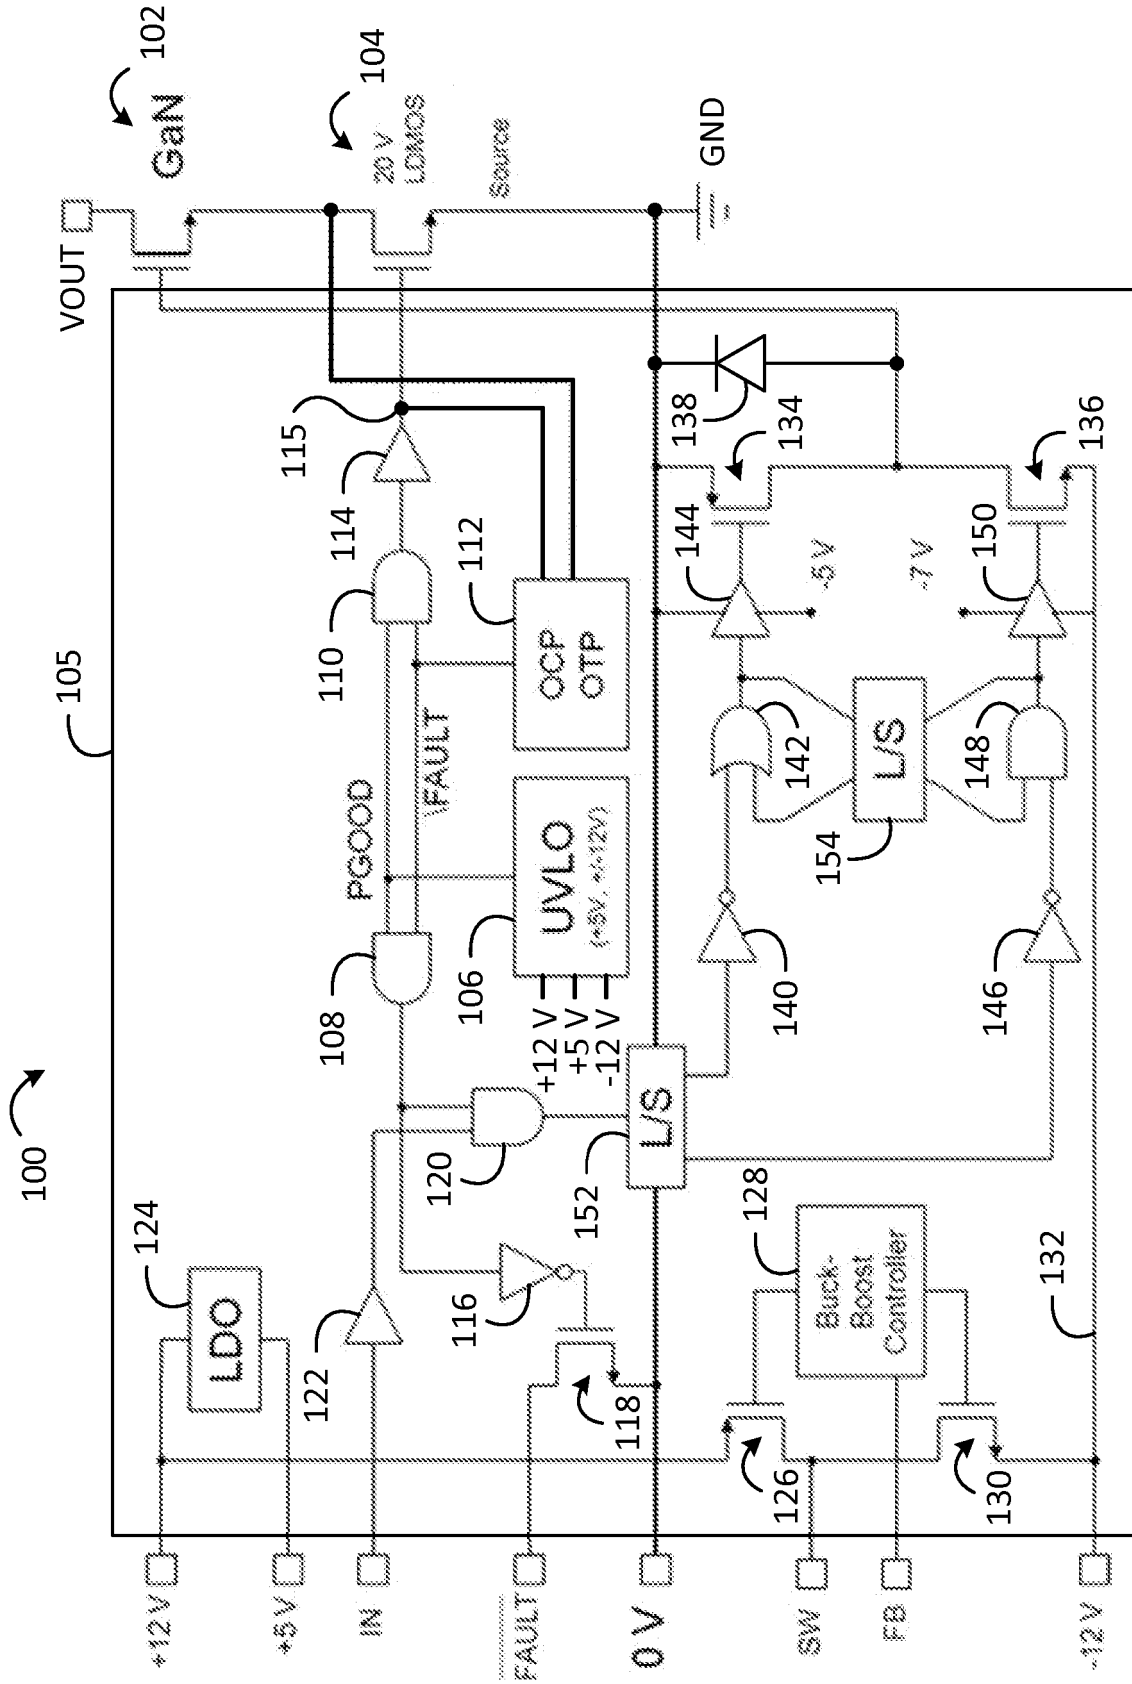 100
105
102
GaN
VOUT
104
20 V
LDMOS
Source
GND
+12 V
+5 V
IN
FAULT
0 V
SW
FB
-12 V
124
LDO
122
116
118
120
108
PGOOD
\FAULT
110
114
115
106
UVLO
(+5V, +/-12V)
+12 V
+5 V
-12 V
112
OCP
OTP
152
L/S
128
Buck-
Boost
Controller
126
130
132
140
146
142
148
154
L/S
144
-5 V
-7 V
150
134
136
138